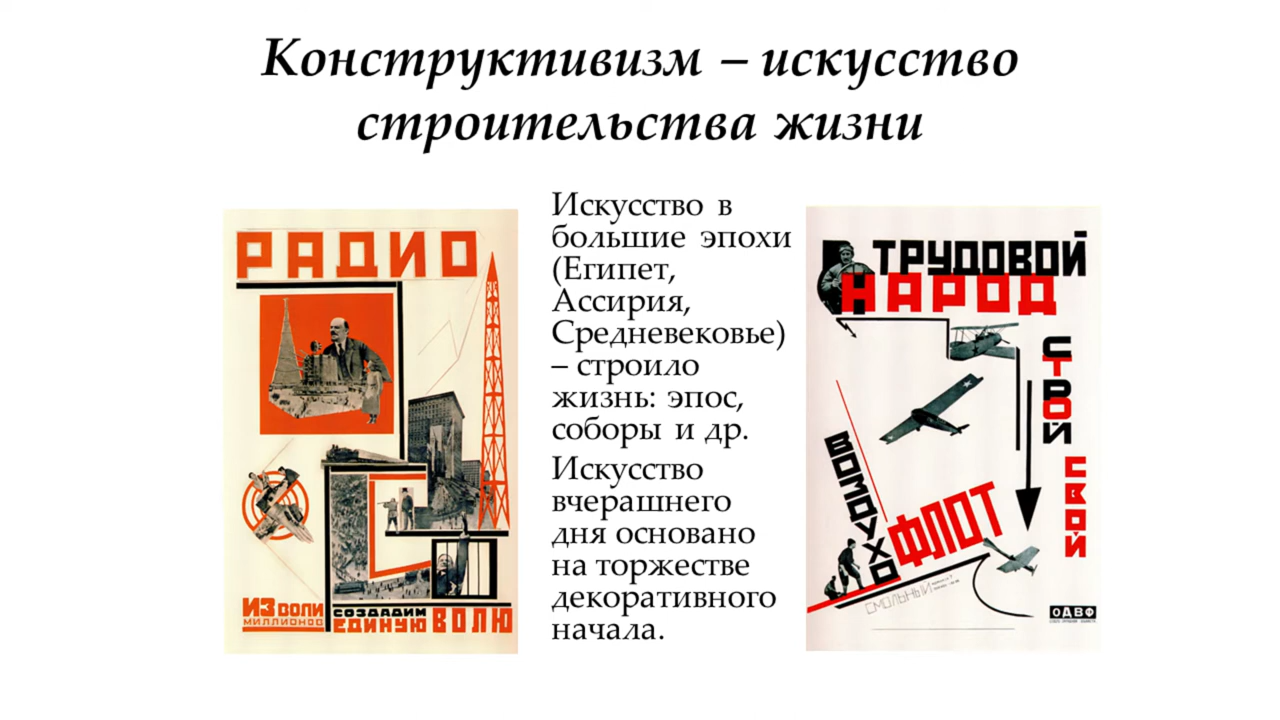 Конструктивизм – искусство
строительства жизни
РАДИО
ИЗ ВОЛИ
МИЛЛИОНОВ
СОЗДАДИМ
ЕДИНУЮ ВОЛЮ
Искусство в
большие эпохи
(Египет,
Ассирия,
Средневековье)
– строило
жизнь: эпос,
соборы и др.
Искусство
вчерашнего
дня основано
на торжестве
декоративного
начала.
ТРУДОВОЙ
НАРОД
СТРОЙ
СВОЙ
ВОЗДУХО
ФЛОТ
СМОЛЬНЫЙ
ОДВФ